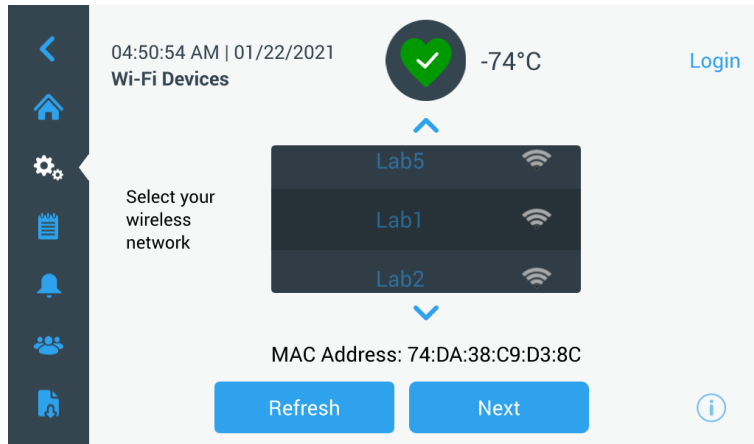 04:50:54 AM | 01/22/2021
Wi-Fi Devices
-74°C
Login
Select your
wireless
network
Lab5
Lab1
Lab2
MAC Address: 74:DA:38:C9:D3:8C
Refresh
Next
i